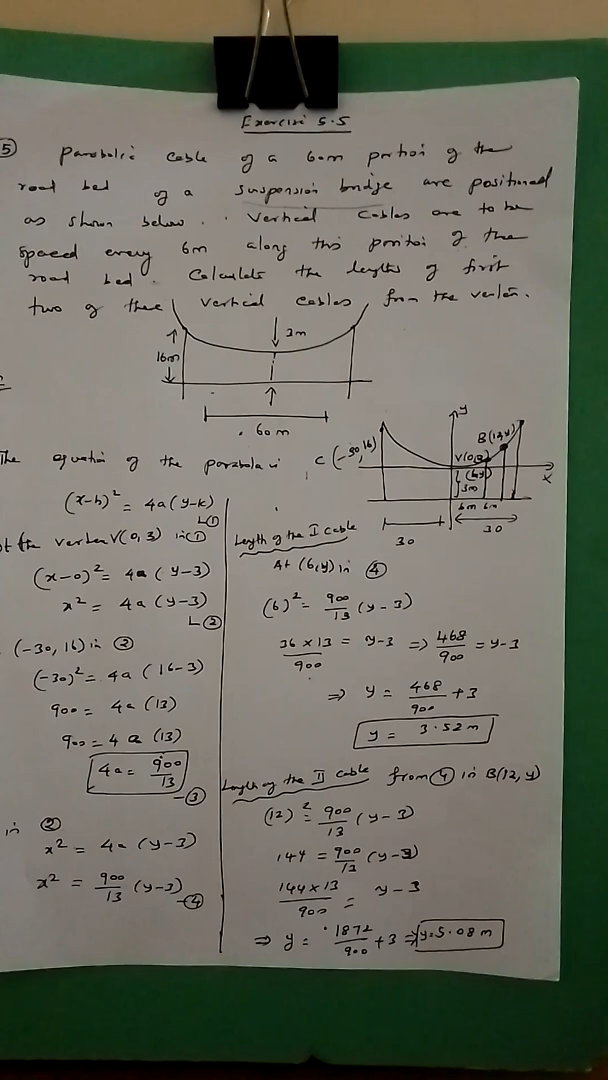 Exercise 5.5
⑤ Parabolic cable of a 60m portion of the
road bed of a suspension bridge are positioned
as shown below. Vertical Cables are to be
spaced every 6m along this portion of the
road bed. Calculate the lengths of first
two of these vertical cables from the vertex.
3m
16m
60m
The equation of the parabola is
(x-h)² = 4a(y-k)
①
at the vertex V(0,3) in ①
(x-0)² = 4a (y-3)
x² = 4a (y-3)
②
(-30, 16) in ②
(-30)² = 4a (16-3)
900 = 4a (13)
900 = 4a (13)
4a = 900/13
③
in ②
x² = 4a (y-3)
x² = 900/13 (y-3) ④
C (-30,16)
y
B(12,y)
V(0,3)
(6,y)
x
3m
6m 6m
30
30
Length of the I cable
At (6,y) in ④
(6)² = 900/13 (y-3)
36 x 13/900 = y-3 ⇒ 468/900 = y-3
⇒ y = 468/900 + 3
y = 3.52 m
Length of the II cable from ④ in B(12, y)
(12)² = 900/13 (y-3)
144 = 900/13 (y-3)
144 x 13/900 = y-3
⇒ y = 1872/900 + 3 ⇒ y = 5.08 m